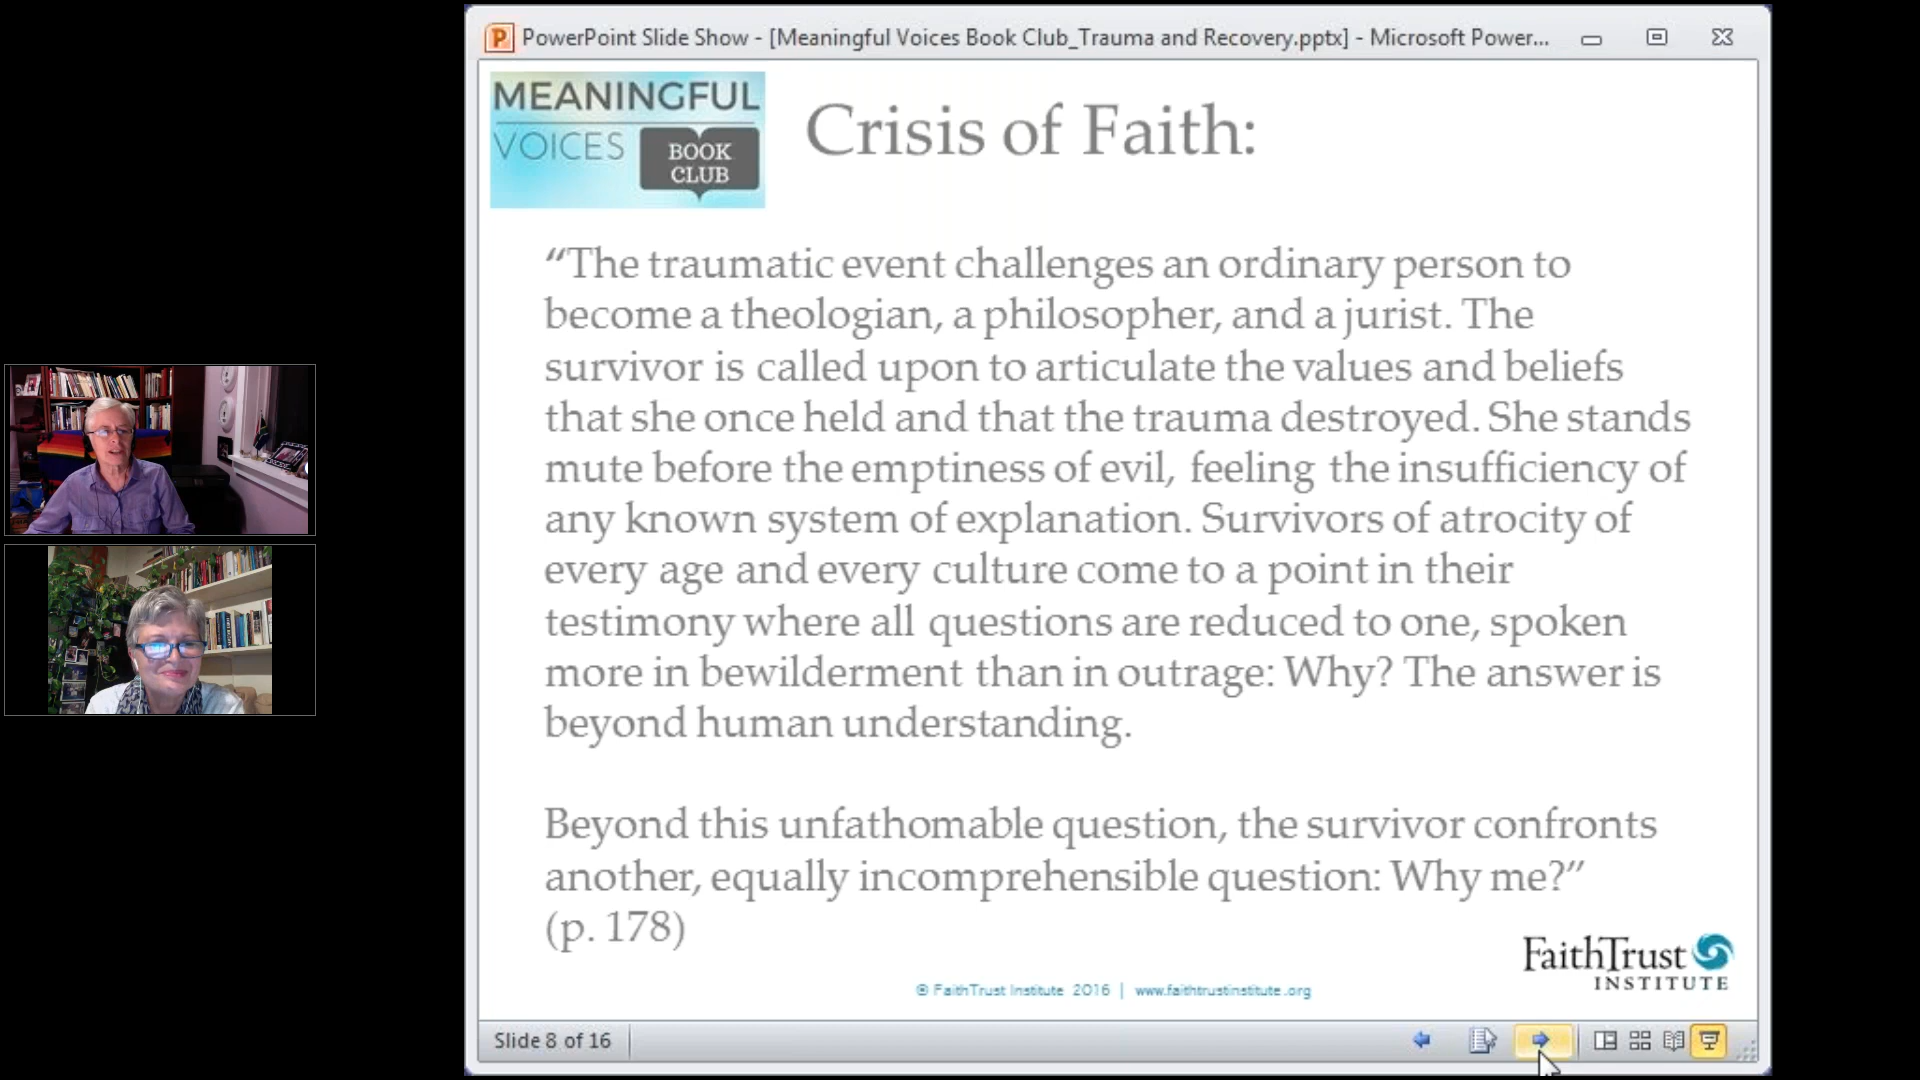 PowerPoint Slide Show - [Meaningful Voices Book Club_Trauma and Recovery.pptx] - Microsoft Power...
MEANINGFUL
VOICES
BOOK
CLUB
Crisis of Faith:
“The traumatic event challenges an ordinary person to
become a theologian, a philosopher, and a jurist. The
survivor is called upon to articulate the values and beliefs
that she once held and that the trauma destroyed. She stands
mute before the emptiness of evil, feeling the insufficiency of
any known system of explanation. Survivors of atrocity of
every age and every culture come to a point in their
testimony where all questions are reduced to one, spoken
more in bewilderment than in outrage: Why? The answer is
beyond human understanding.
Beyond this unfathomable question, the survivor confronts
another, equally incomprehensible question: Why me?”
(p. 178)
FaithTrust
INSTITUTE
© FaithTrust Institute 2016 | www.faithtrustinstitute.org
Slide 8 of 16